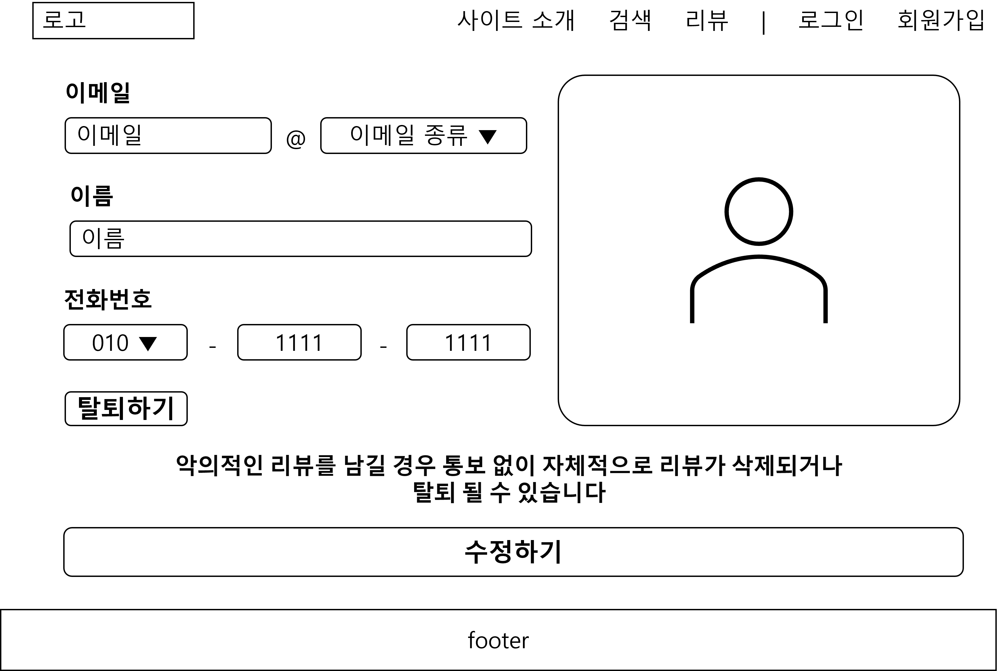 로고
사이트 소개 검색 리뷰 | 로그인 회원가입
이메일
이메일 @ 이메일 종류 ▼
이름
이름
전화번호
010 ▼ - 1111 - 1111
탈퇴하기
악의적인 리뷰를 남길 경우 통보 없이 자체적으로 리뷰가 삭제되거나
탈퇴 될 수 있습니다
수정하기
footer